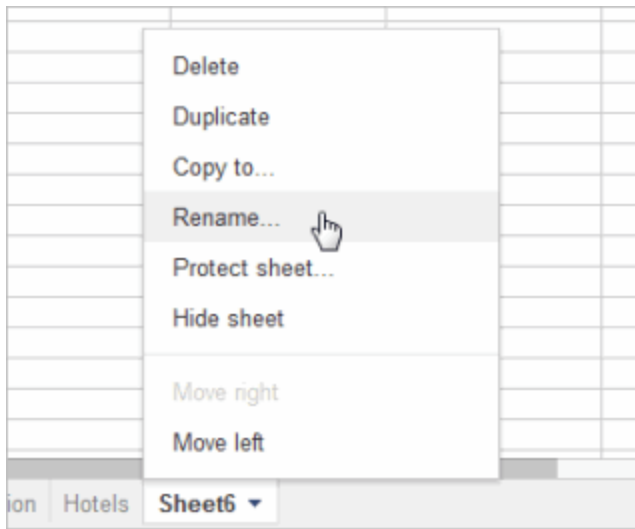 Delete
Duplicate
Copy to...
Rename...
Protect sheet...
Hide sheet
Move right
Move left
ion Hotels Sheet6